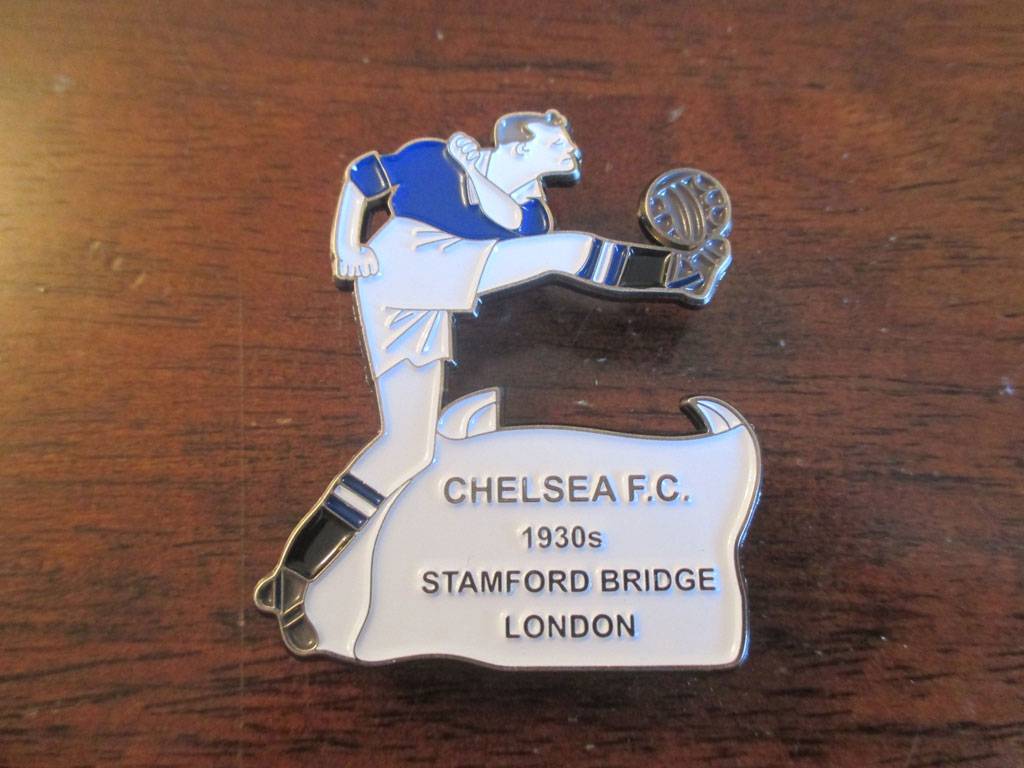 CHELSEA F.C.
1930s
STAMFORD BRIDGE
LONDON